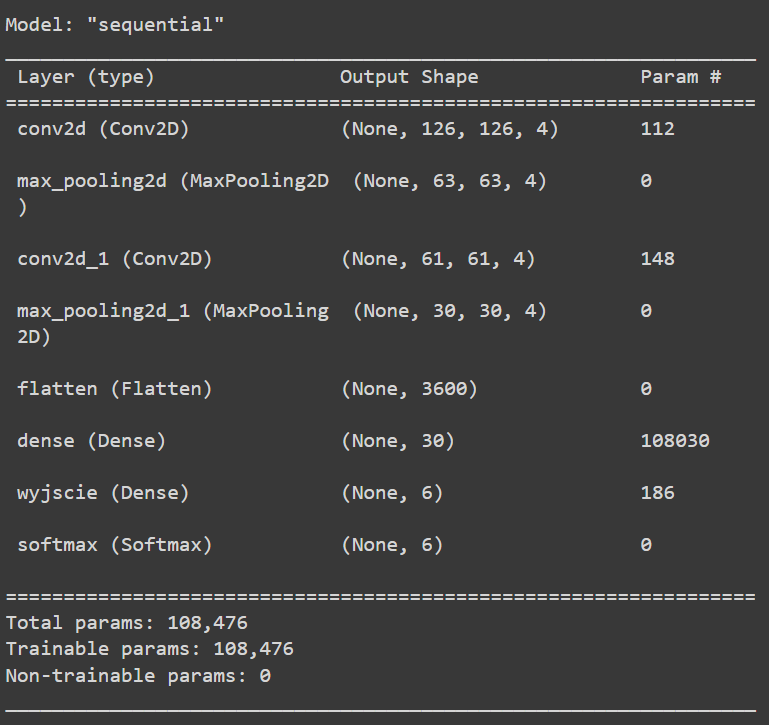 Model: "sequential"
_________________________________________________________________
 Layer (type)                Output Shape              Param #
=================================================================
 conv2d (Conv2D)             (None, 126, 126, 4)       112
 max_pooling2d (MaxPooling2D  (None, 63, 63, 4)        0
 )
 conv2d_1 (Conv2D)           (None, 61, 61, 4)         148
 max_pooling2d_1 (MaxPooling  (None, 30, 30, 4)        0
 2D)
 flatten (Flatten)           (None, 3600)              0
 dense (Dense)               (None, 30)                108030
 wyjscie (Dense)             (None, 6)                 186
 softmax (Softmax)           (None, 6)                 0
=================================================================
Total params: 108,476
Trainable params: 108,476
Non-trainable params: 0
_________________________________________________________________